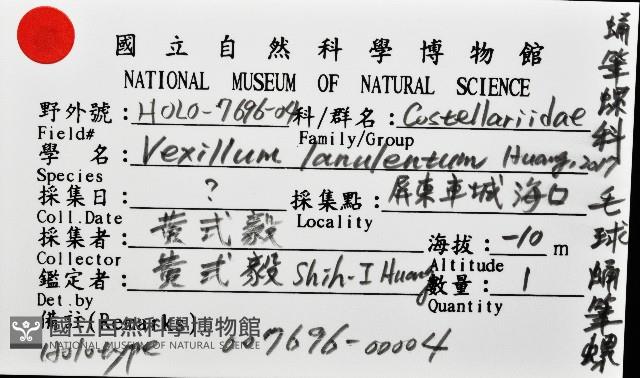 國立自然科學博物館
NATIONAL MUSEUM OF NATURAL SCIENCE
野外號：HOLO-7696-04 科/群名：Costellariidae
Field# Family/Group
學 名：Vexillum lanulentum Huang, 2017
Species
採集日：? 採集點：屏東車城海口
Coll.Date Locality
採集者：黃式毅 海拔：-10 m
Collector Altitude
鑑定者：黃式毅 Shih-I Huang 數量：1
Det.by Quantity
備註(Remarks)
Holotype 007696-00004
國立自然科學博物館
NATIONAL MUSEUM OF NATURAL SCIENCE
蛹筆螺科 毛球蛹筆螺